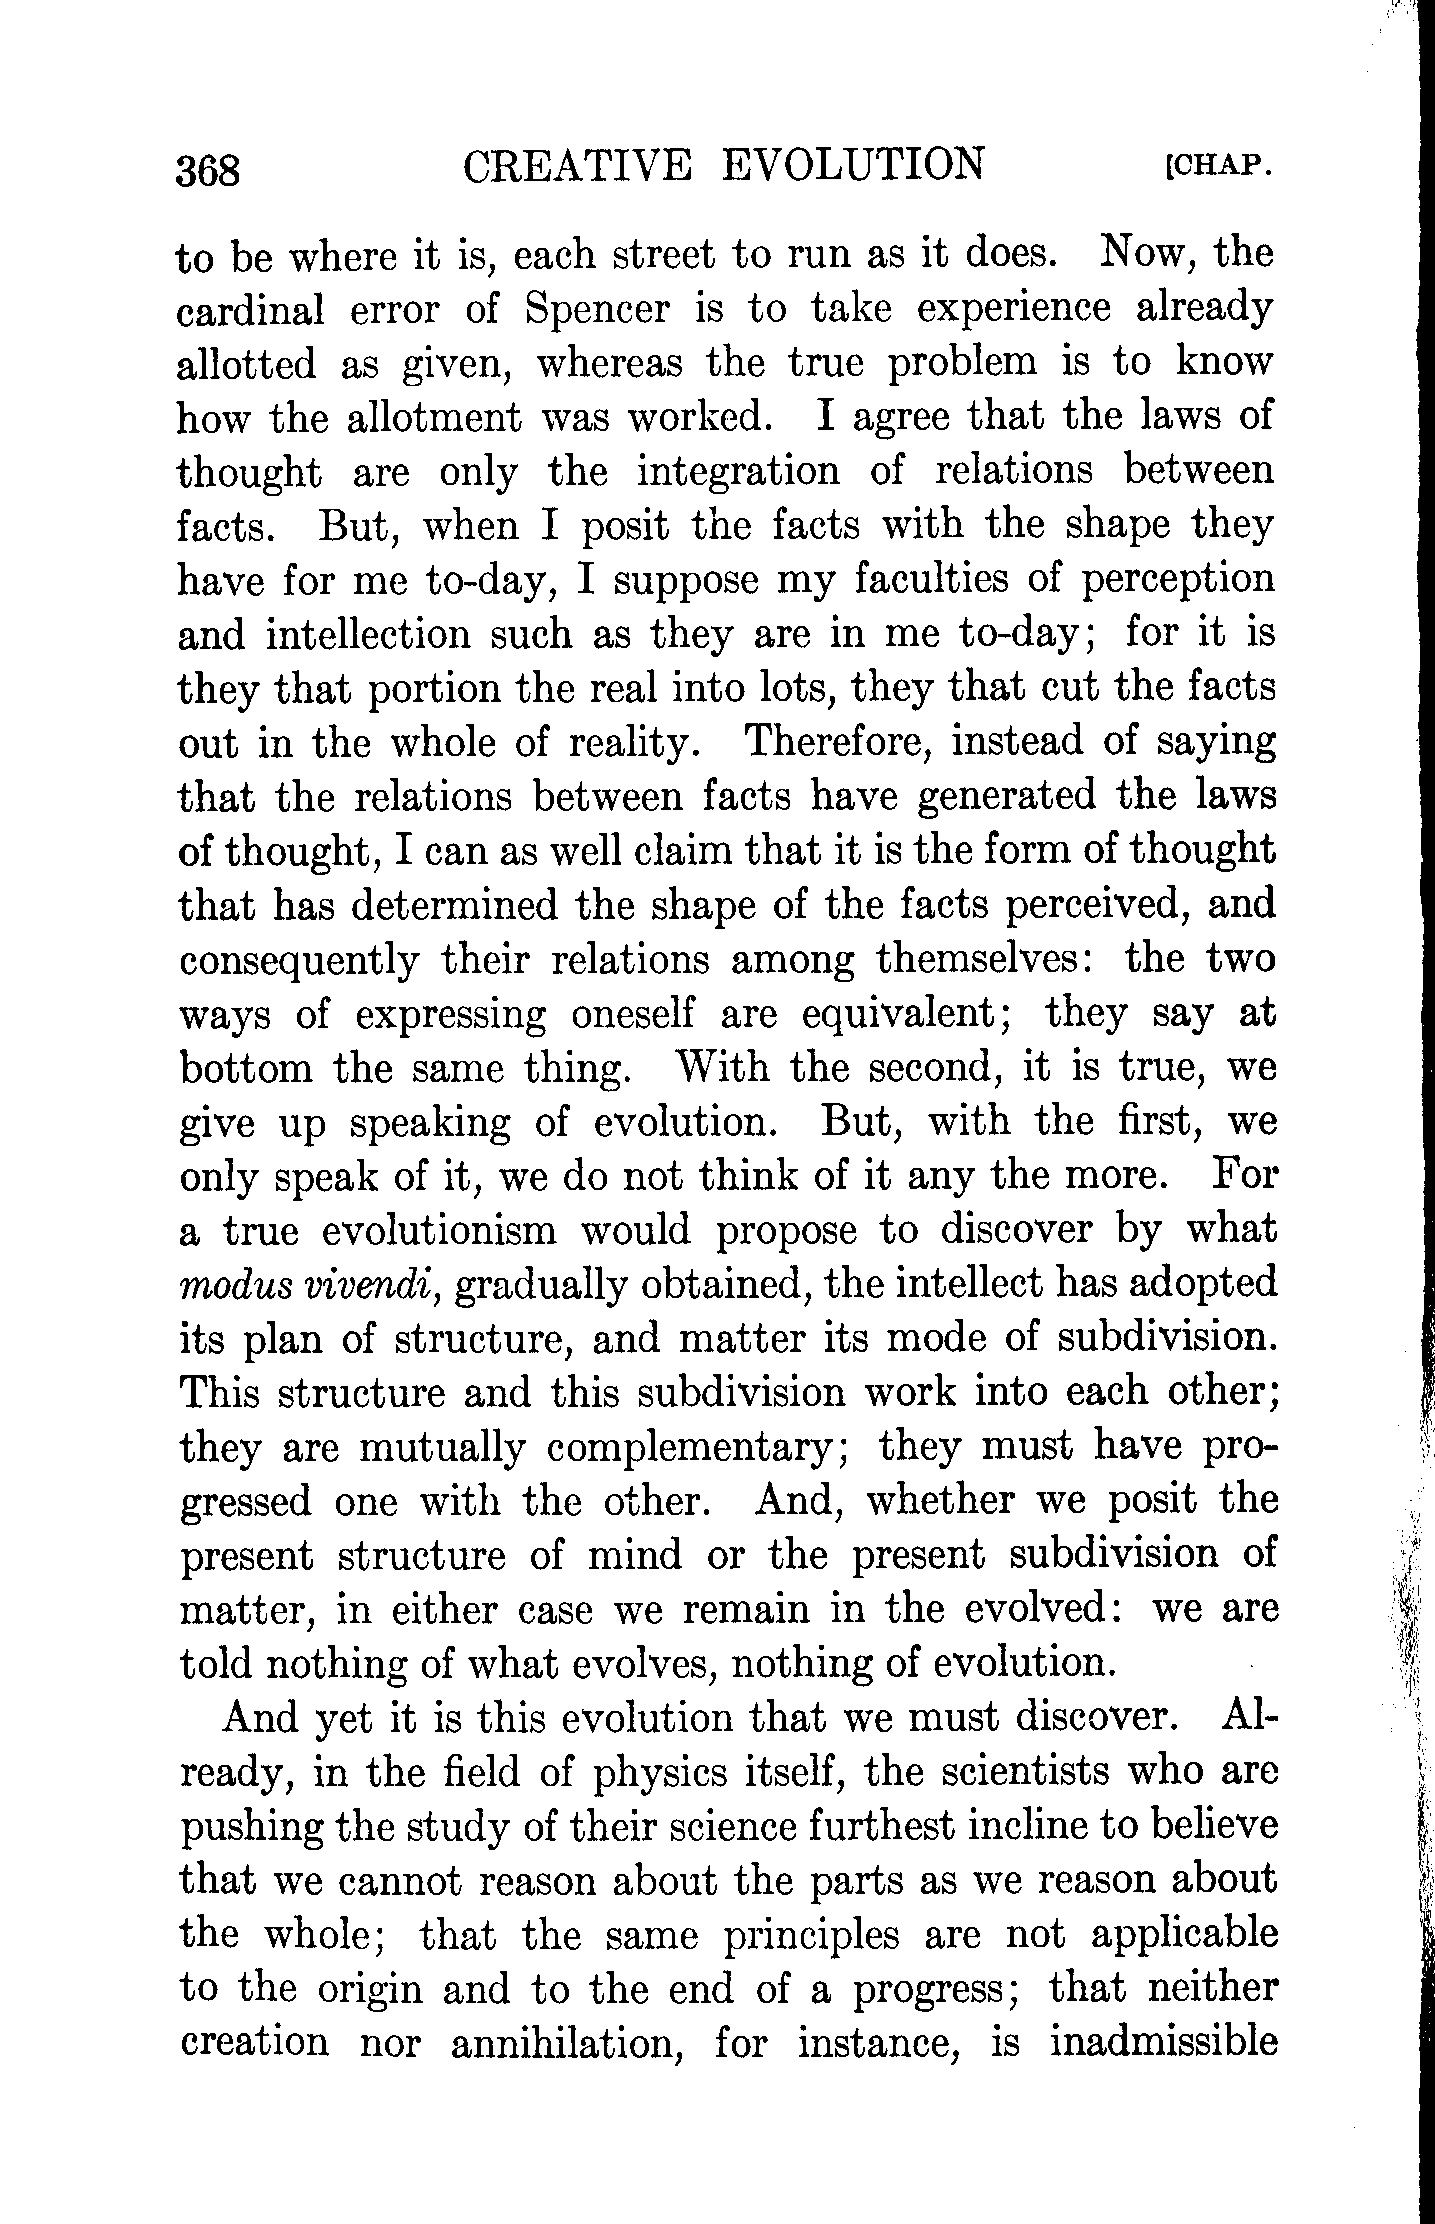 368 CREATIVE EVOLUTION [CHAP.
to be where it is, each street to run as it does. Now, the
cardinal error of Spencer is to take experience already
allotted as given, whereas the true problem is to know
how the allotment was worked. I agree that the laws of
thought are only the integration of relations between
facts. But, when I posit the facts with the shape they
have for me to-day, I suppose my faculties of perception
and intellection such as they are in me to-day; for it is
they that portion the real into lots, they that cut the facts
out in the whole of reality. Therefore, instead of saying
that the relations between facts have generated the laws
of thought, I can as well claim that it is the form of thought
that has determined the shape of the facts perceived, and
consequently their relations among themselves: the two
ways of expressing oneself are equivalent; they say at
bottom the same thing. With the second, it is true, we
give up speaking of evolution. But, with the first, we
only speak of it, we do not think of it any the more. For
a true evolutionism would propose to discover by what
modus vivendi, gradually obtained, the intellect has adopted
its plan of structure, and matter its mode of subdivision.
This structure and this subdivision work into each other;
they are mutually complementary; they must have pro-
gressed one with the other. And, whether we posit the
present structure of mind or the present subdivision of
matter, in either case we remain in the evolved: we are
told nothing of what evolves, nothing of evolution.
And yet it is this evolution that we must discover. Al-
ready, in the field of physics itself, the scientists who are
pushing the study of their science furthest incline to believe
that we cannot reason about the parts as we reason about
the whole; that the same principles are not applicable
to the origin and to the end of a progress; that neither
creation nor annihilation, for instance, is inadmissible